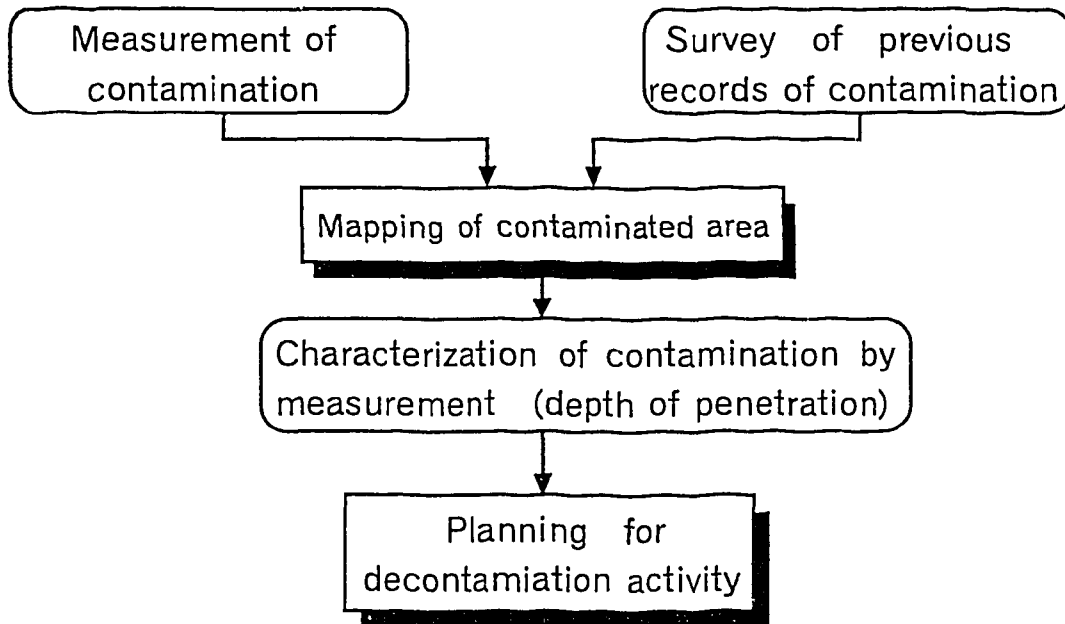 Measurement of
contamination
Survey of previous
records of contamination
Mapping of contaminated area
Characterization of contamination by
measurement (depth of penetration)
Planning for
decontamiation activity